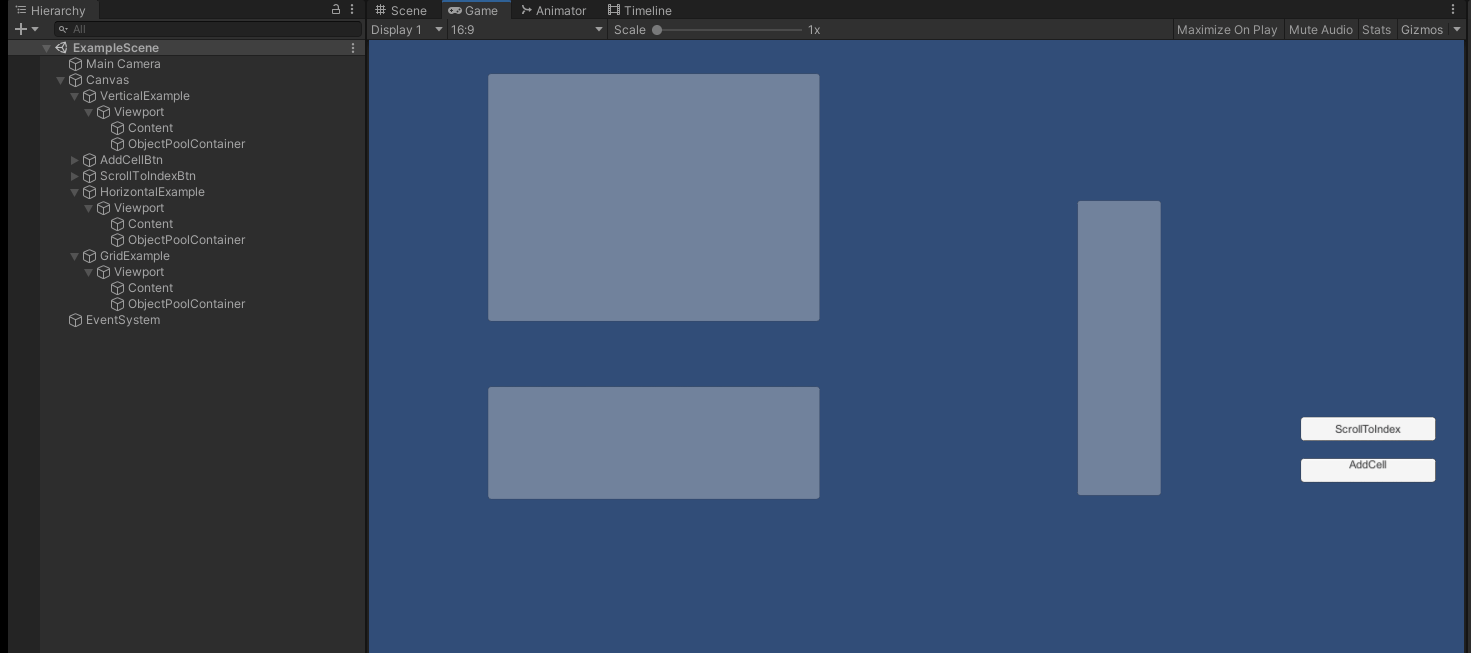 Hierarchy
All
ExampleScene
Main Camera
Canvas
VerticalExample
Viewport
Content
ObjectPoolContainer
AddCellBtn
ScrollToIndexBtn
HorizontalExample
Viewport
Content
ObjectPoolContainer
GridExample
Viewport
Content
ObjectPoolContainer
EventSystem
Scene Game Animator Timeline
Display 1 16:9 Scale 1x Maximize On Play Mute Audio Stats Gizmos
ScrollToIndex
AddCell